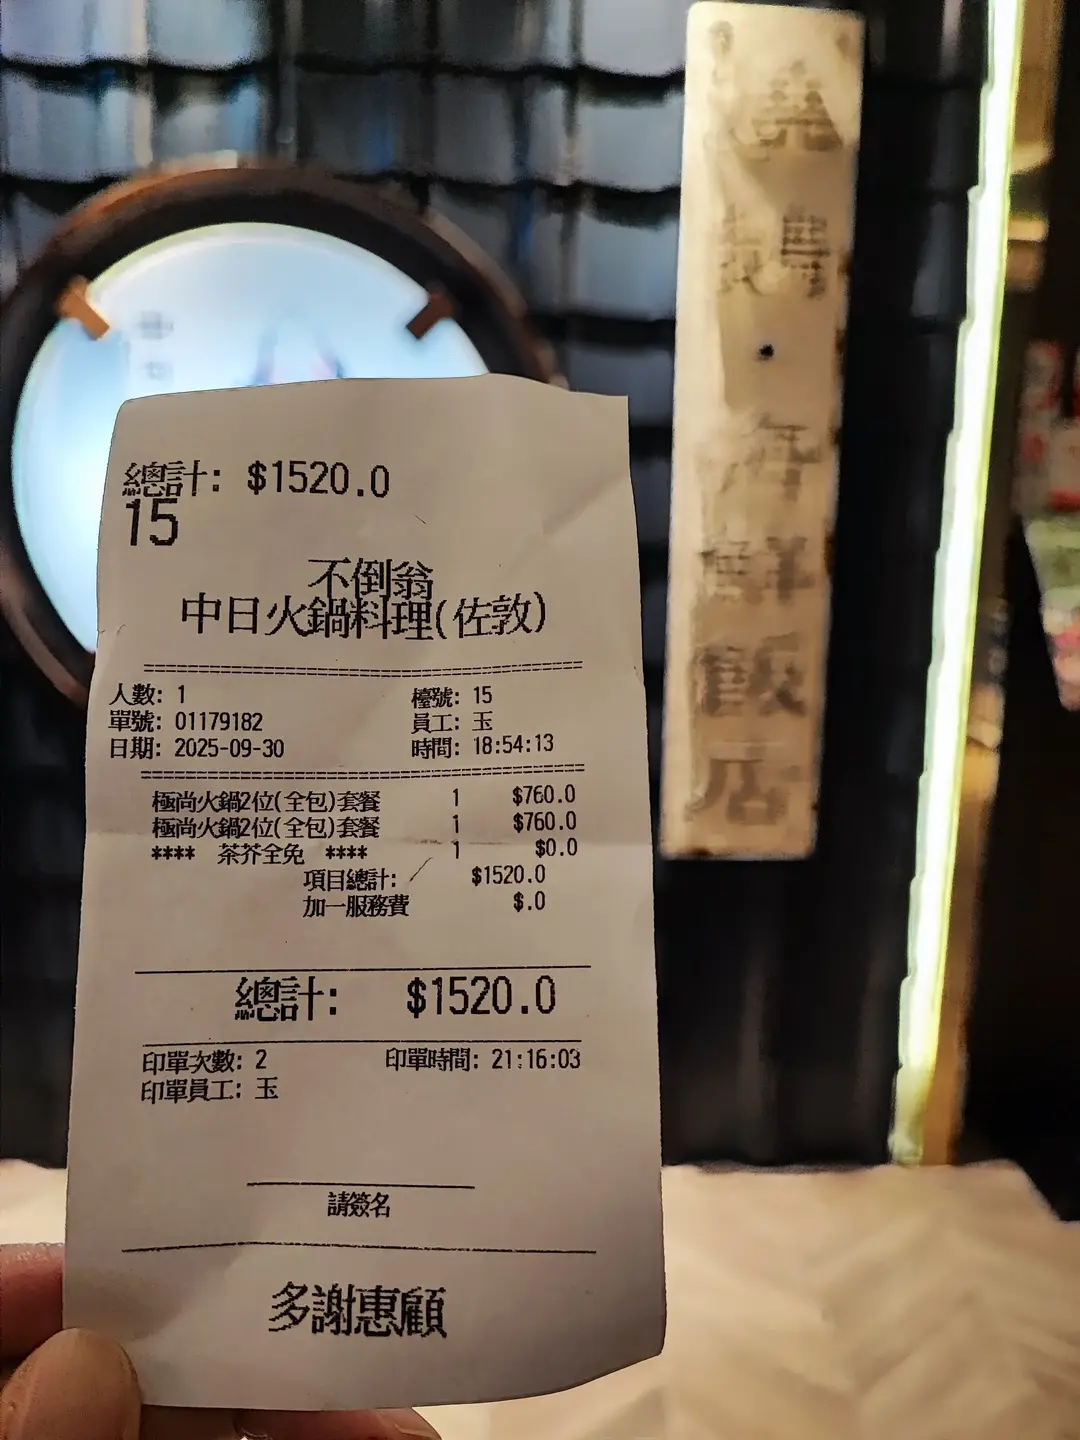 總計: $1520.0
15
不倒翁
中日火鍋料理(佐敦)
人數: 1 檯號: 15
單號: 01179182 員工: 玉
日期: 2025-09-30 時間: 18:54:13
極尚火鍋2位(全包)套餐 1 $760.0
極尚火鍋2位(全包)套餐 1 $760.0
**** 茶芥全免 **** 1 $0.0
項目總計: $1520.0
加一服務費 $.0
總計: $1520.0
印單次數: 2 印單時間: 21:16:03
印單員工: 玉
請簽名
多謝惠顧
海鮮飯店